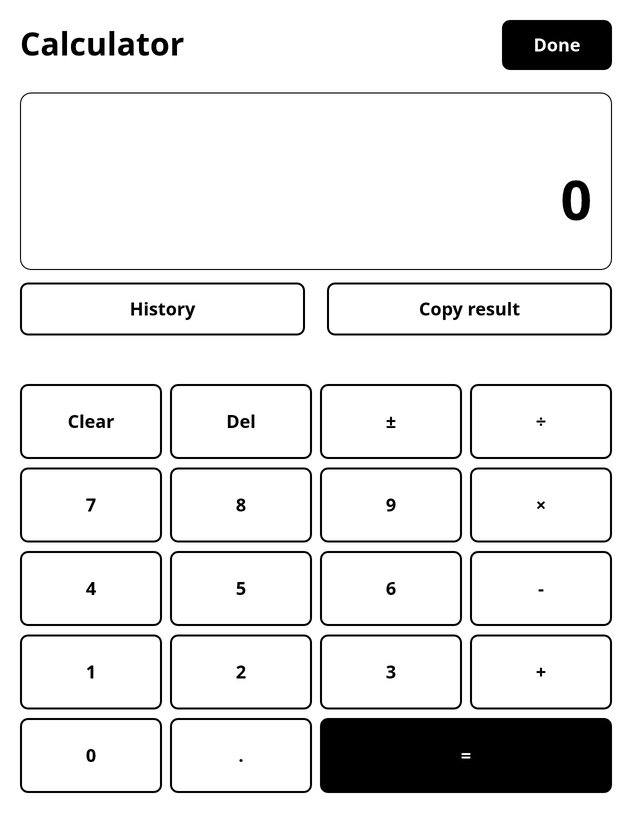 Calculator Done
0
History Copy result
Clear Del ± ÷
7 8 9 ×
4 5 6 -
1 2 3 +
0 . =